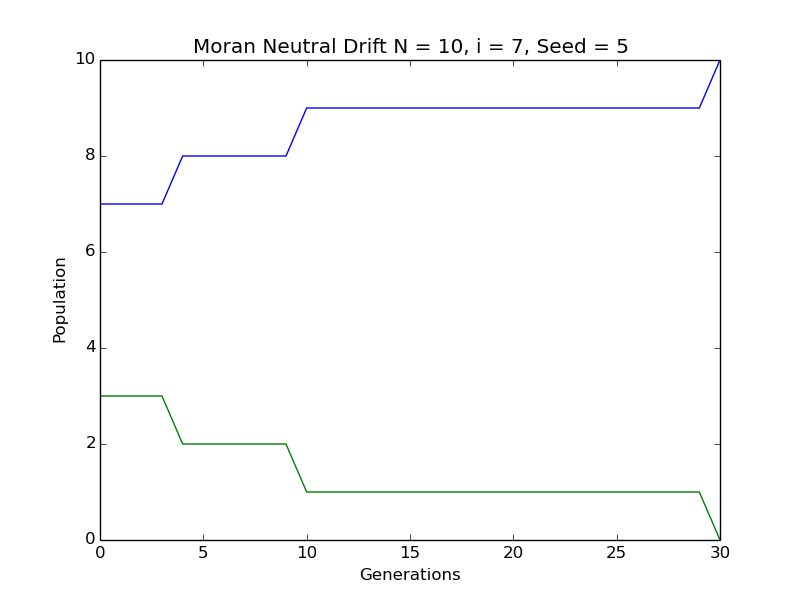 Moran Neutral Drift N = 10, i = 7, Seed = 5
10
8
6
4
2
0
Population
0 5 10 15 20 25 30
Generations